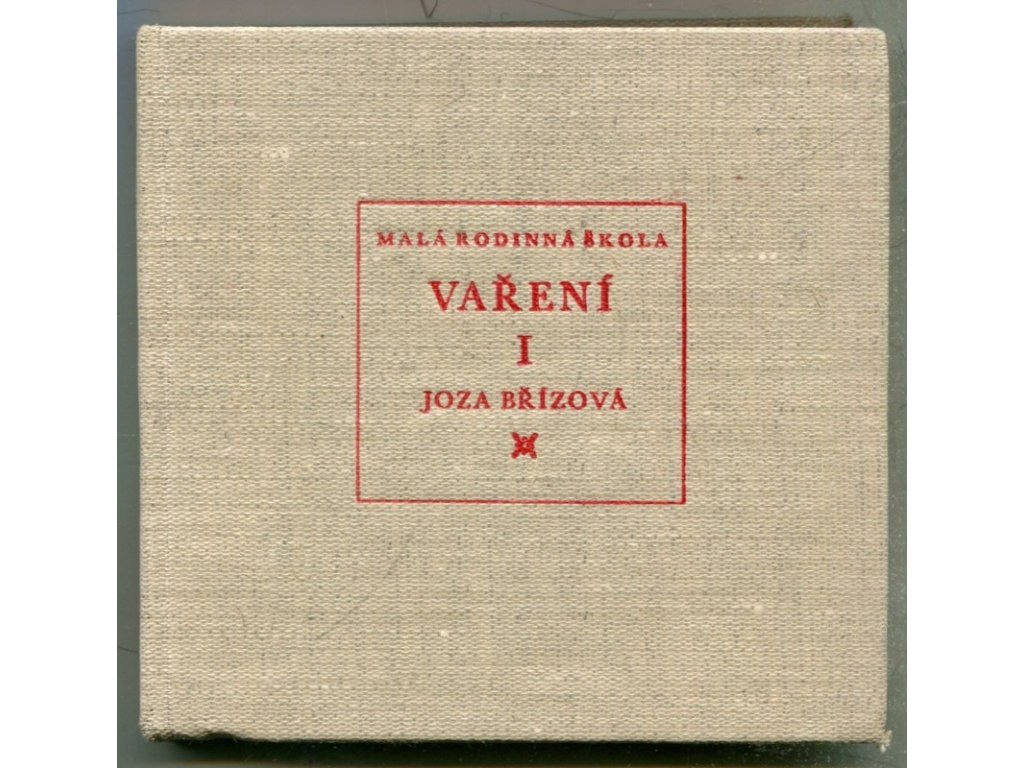 MALÁ RODINNÁ ŠKOLA
VAŘENÍ
I
JOZA BŘÍZOVÁ